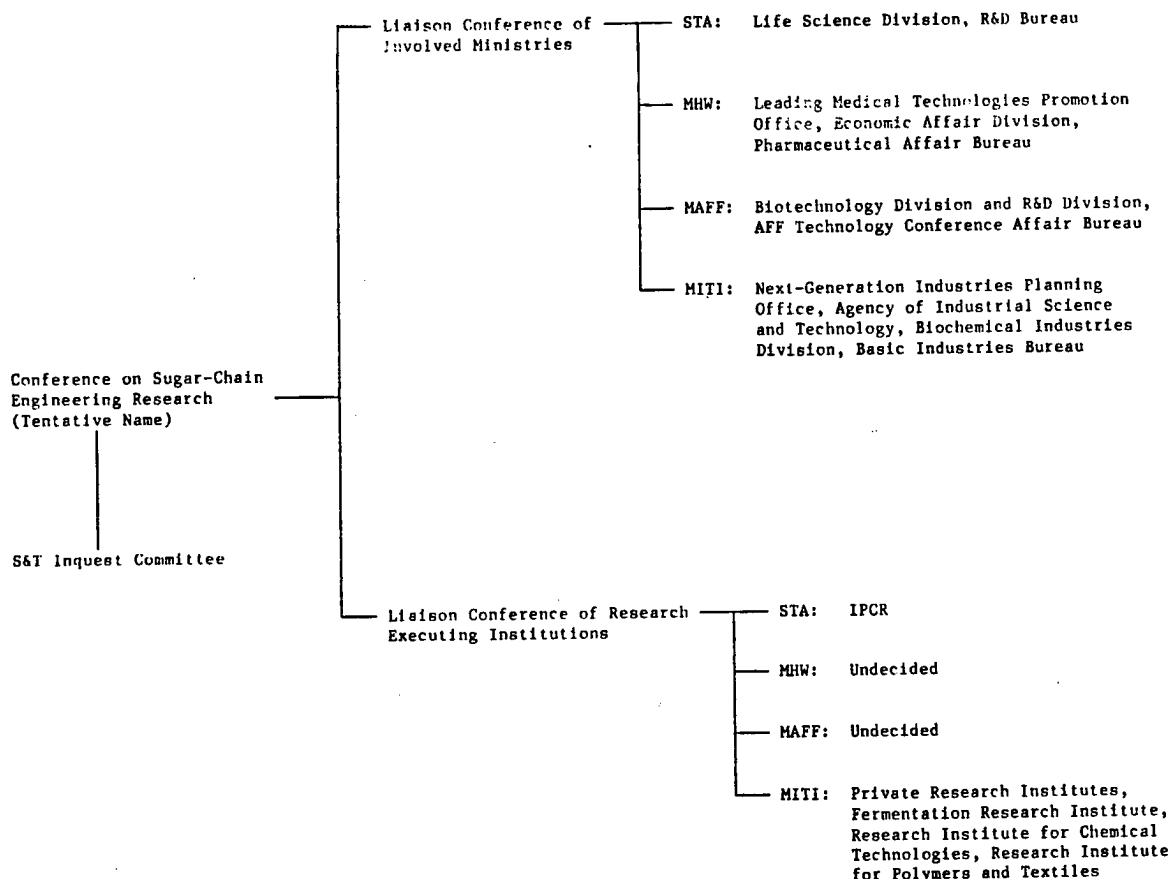 Liaison Conference of
Involved Ministries
STA: Life Science Division, R&D Bureau
MHW: Leading Medical Technologies Promotion
Office, Economic Affair Division,
Pharmaceutical Affair Bureau
MAFF: Biotechnology Division and R&D Division,
AFF Technology Conference Affair Bureau
MITI: Next-Generation Industries Planning
Office, Agency of Industrial Science
and Technology, Biochemical Industries
Division, Basic Industries Bureau
Conference on Sugar-Chain
Engineering Research
(Tentative Name)
S&T Inquest Committee
Liaison Conference of Research
Executing Institutions
STA: IPCR
MHW: Undecided
MAFF: Undecided
MITI: Private Research Institutes,
Fermentation Research Institute,
Research Institute for Chemical
Technologies, Research Institute
for Polymers and Textiles